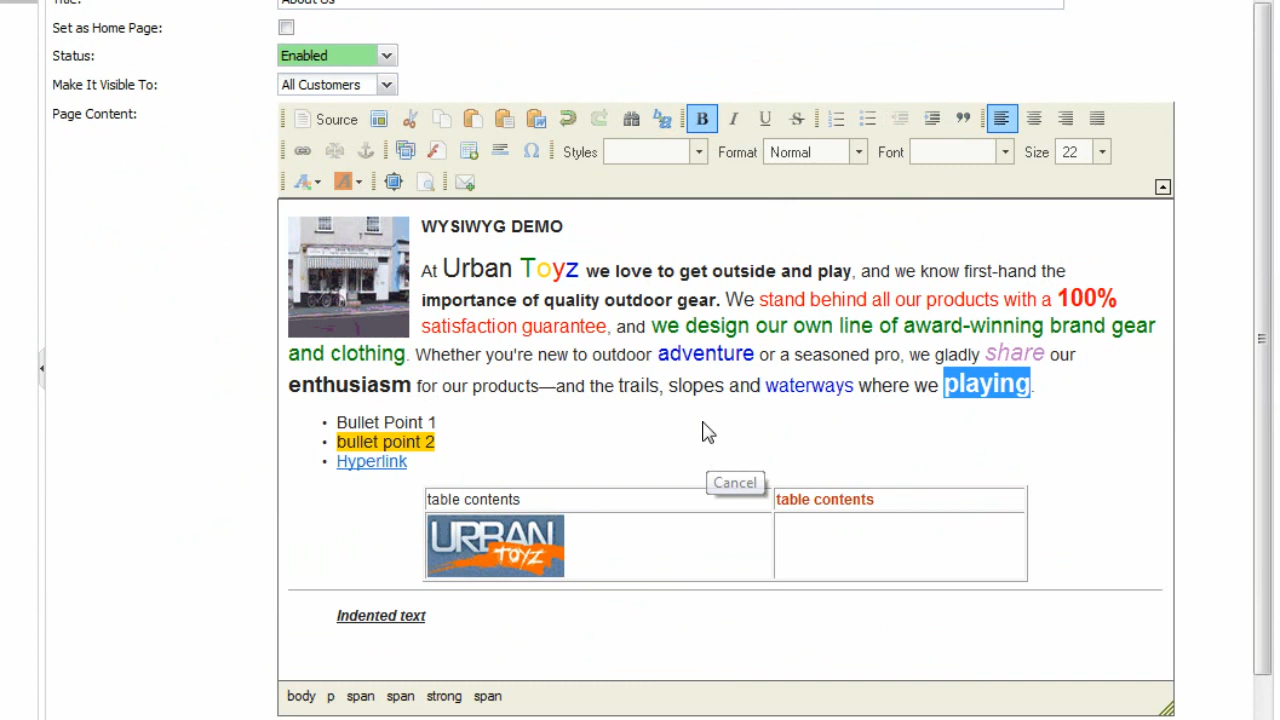 Title: About Us
Set as Home Page:
Status: Enabled
Make It Visible To: All Customers
Page Content:
Source
Styles Format Normal Font Size 22
WYSIWYG DEMO
At Urban Toyz we love to get outside and play, and we know first-hand the
importance of quality outdoor gear. We stand behind all our products with a 100%
satisfaction guarantee, and we design our own line of award-winning brand gear
and clothing. Whether you're new to outdoor adventure or a seasoned pro, we gladly share our
enthusiasm for our products—and the trails, slopes and waterways where we playing.
• Bullet Point 1
• bullet point 2
• Hyperlink
Cancel
table contents table contents
URBAN
TOYZ
Indented text
body p span span strong span